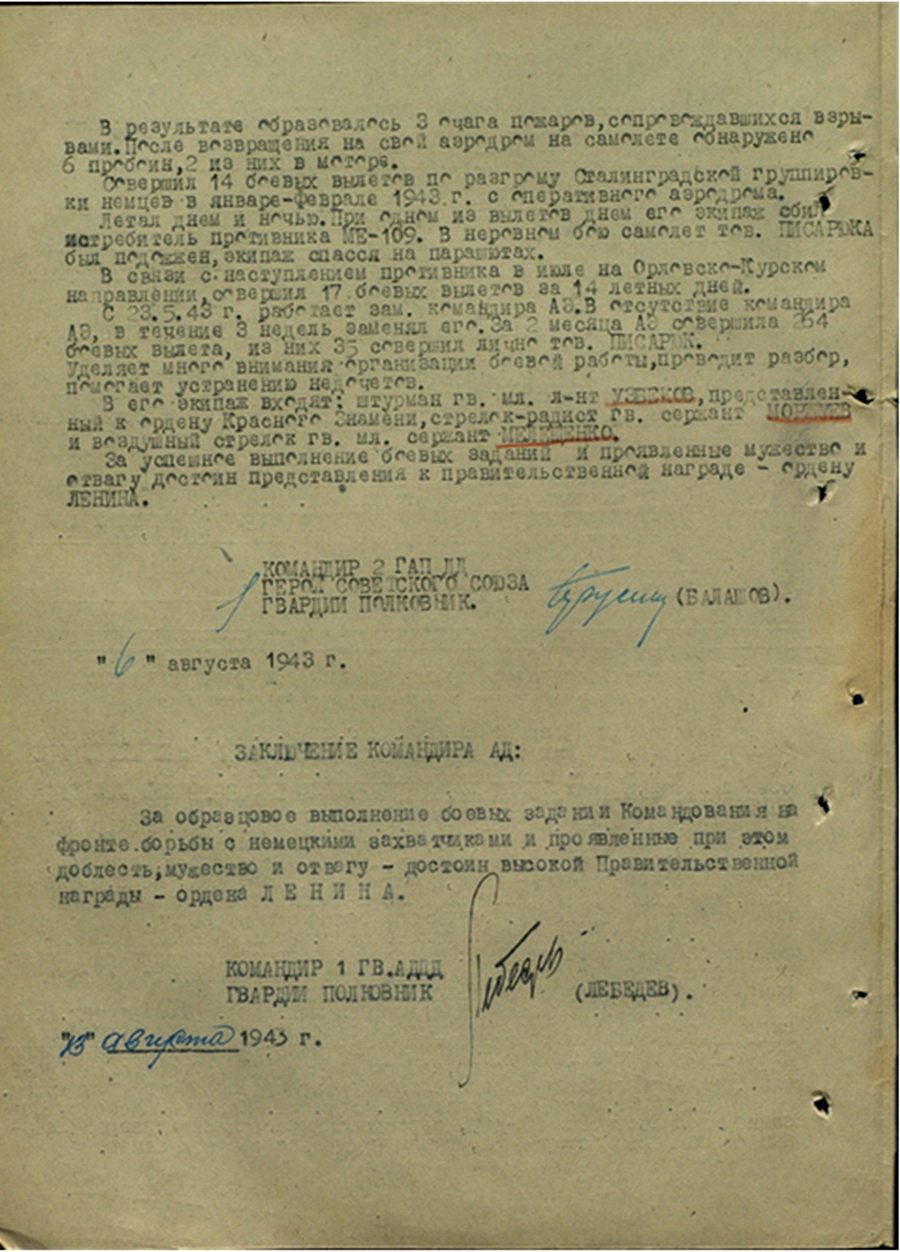 В результате образовалось 3 очага пожаров,сопровождавшихся взры-
вами.После возвращения на свой аэродром на самолете обнаружено
6 пробоин,2 из них в моторе.
Совершил 14 боевых вылетов по разгрому Сталинградской группиров-
ки немцев в январе-феврале 1943.г. с оперативного аэродрома.
Летал днем и ночью.При одном из вылетов днем его экипаж сбил
истребитель противника МЕ-109. В неровном бою самолет тов. ПИСАРЮКА
был подожжен,экипаж спасся на парашютах.
В связи с наступлением противника в июле на Орловско-Курском
направлении,совершил 17 боевых вылетов за 14 летных дней.
С 23.5.43 г. работает зам. командира АЭ.В отсутствие командира
АЭ, в течение 3 недель заменял его.За 2 месяца АЭ совершила 264
боевых вылета, из них 35 совершил лично тов. ПИСАРЮК.
Уделяет много внимания организации боевой работы,проводит разбор,
помогает устранению недочетов.
В его экипаж входят: штурман гв. мл. л-нт УЗБЕКОВ,представлен-
ный к ордену Красного Знамени,стрелок-радист гв. сержант
и воздушный стрелок гв. мл. сержант
За успешное выполнение боевых заданий и проявленные мужество и
отвагу достоин представления к правительственной награде - ордену
ЛЕНИНА.
КОМАНДИР 2 ГАП ДД
ГЕРОЙ СОВЕТСКОГО СОЮЗА
ГВАРДИИ ПОЛКОВНИК.
(БАЛАШОВ).
"6" августа 1943 г.
ЗАКЛЮЧЕНИЕ КОМАНДИРА АД:
За образцовое выполнение боевых задании Командования на
фронте борьбы с немецкими захватчиками и проявленные при этом
доблесть,мужество и отвагу - достоин высокой Правительственной
награды - ордена Л Е Н И Н А.
КОМАНДИР 1 ГВ.АДДД
ГВАРДИИ ПОЛКОВНИК
(ЛЕБЕДЕВ).
"13" августа 1943 г.